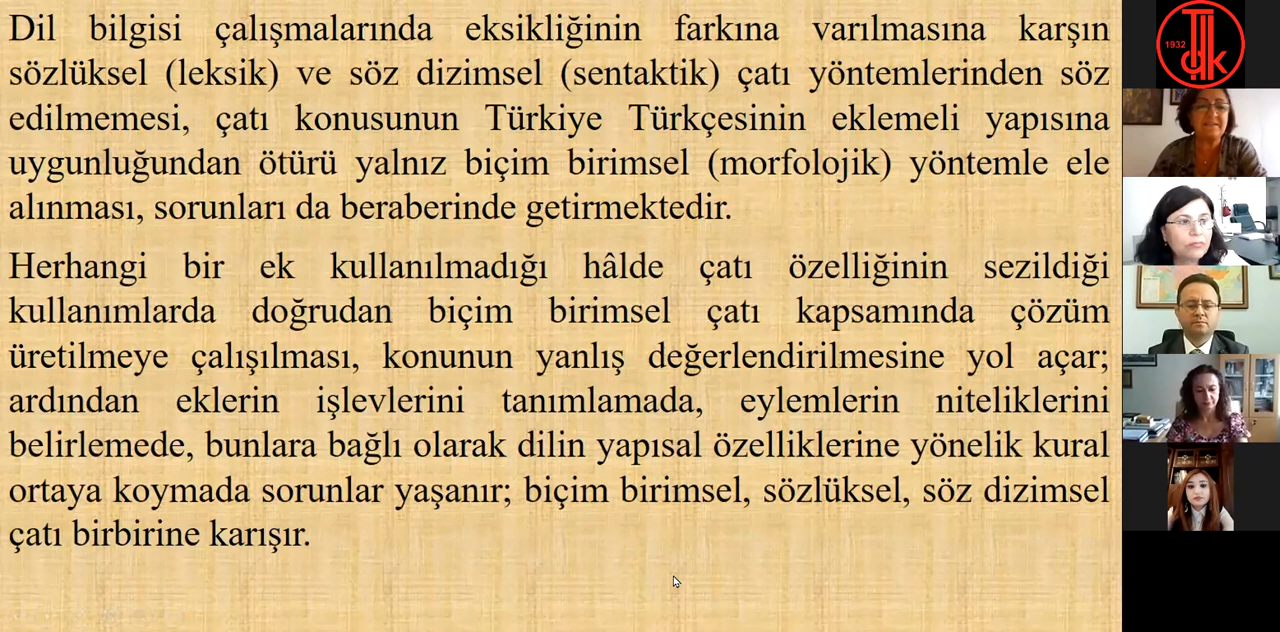 Dil bilgisi çalışmalarında eksikliğinin farkına varılmasına karşın
sözlüksel (leksik) ve söz dizimsel (sentaktik) çatı yöntemlerinden söz
edilmemesi, çatı konusunun Türkiye Türkçesinin eklemeli yapısına
uygunluğundan ötürü yalnız biçim birimsel (morfolojik) yöntemle ele
alınması, sorunları da beraberinde getirmektedir.
Herhangi bir ek kullanılmadığı hâlde çatı özelliğinin sezildiği
kullanımlarda doğrudan biçim birimsel çatı kapsamında çözüm
üretilmeye çalışılması, konunun yanlış değerlendirilmesine yol açar;
ardından eklerin işlevlerini tanımlamada, eylemlerin niteliklerini
belirlemede, bunlara bağlı olarak dilin yapısal özelliklerine yönelik kural
ortaya koymada sorunlar yaşanır; biçim birimsel, sözlüksel, söz dizimsel
çatı birbirine karışır.
1932
Tdk